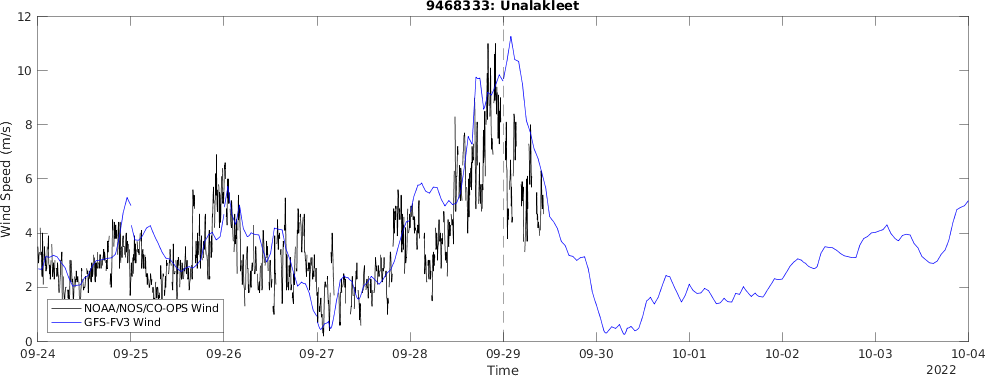 9468333: Unalakleet
12
10
8
6
4
2
0
Wind Speed (m/s)
NOAA/NOS/CO-OPS Wind
GFS-FV3 Wind
09-24 09-25 09-26 09-27 09-28 09-29 09-30 10-01 10-02 10-03 10-04
Time
2022